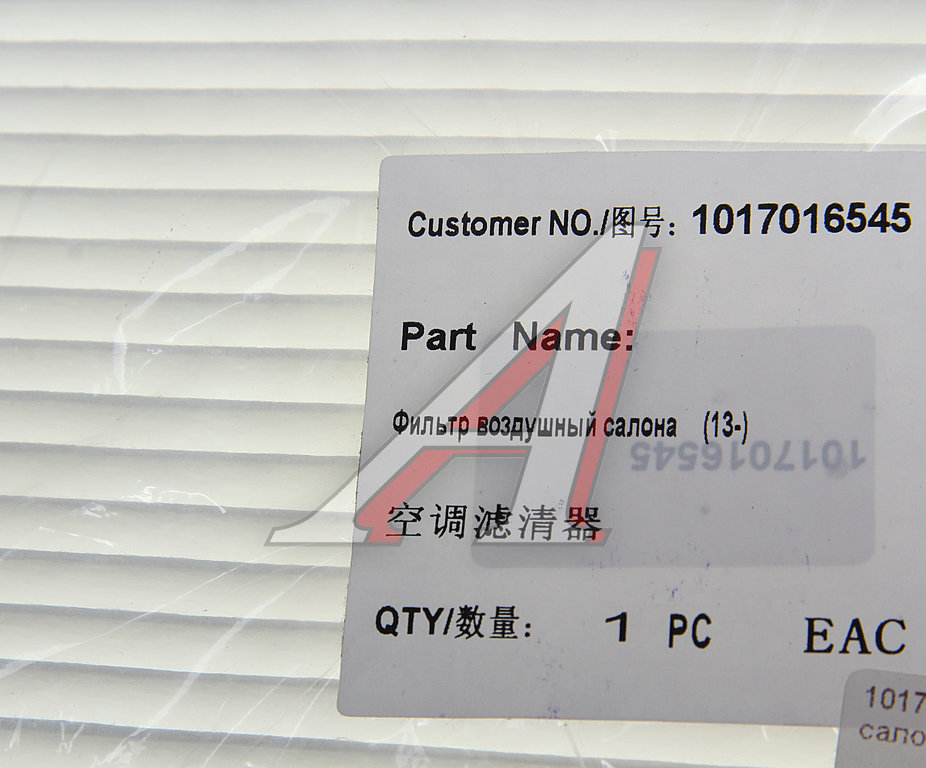 Customer NO./图号: 1017016545
Part Name:
Фильтр воздушный салона (13-)
1017016545
空调滤清器
QTY/数量: 1 PC EAC
1017
сало